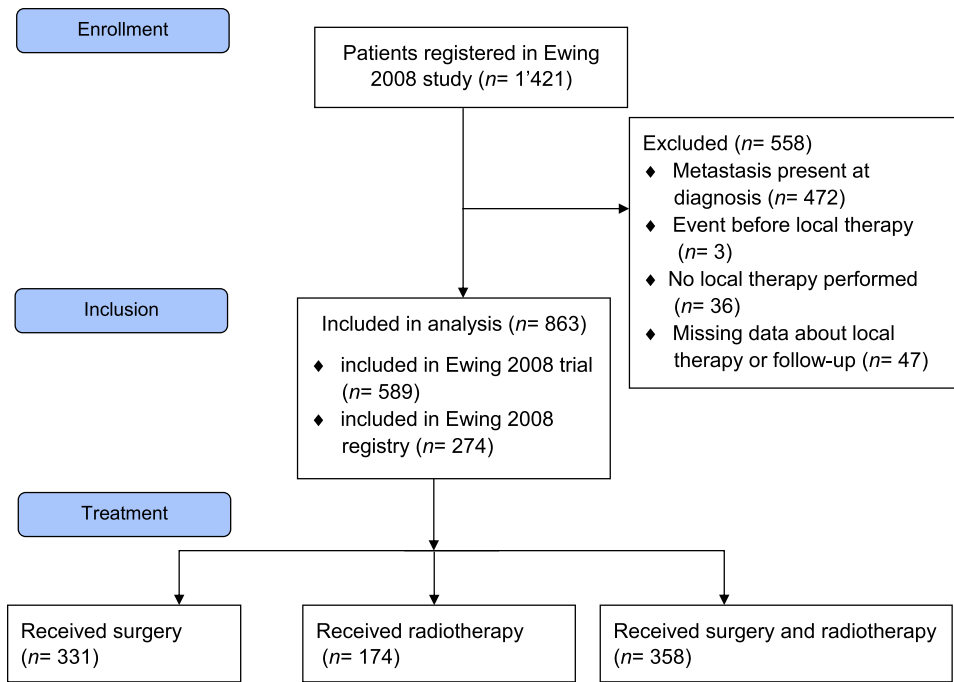 Enrollment
Patients registered in Ewing
2008 study (n= 1’421)
Excluded (n= 558)
♦ Metastasis present at
diagnosis (n= 472)
♦ Event before local therapy
(n= 3)
♦ No local therapy performed
(n= 36)
♦ Missing data about local
therapy or follow-up (n= 47)
Inclusion
Included in analysis (n= 863)
♦ included in Ewing 2008 trial
(n= 589)
♦ included in Ewing 2008
registry (n= 274)
Treatment
Received surgery
(n= 331)
Received radiotherapy
(n= 174)
Received surgery and radiotherapy
(n= 358)